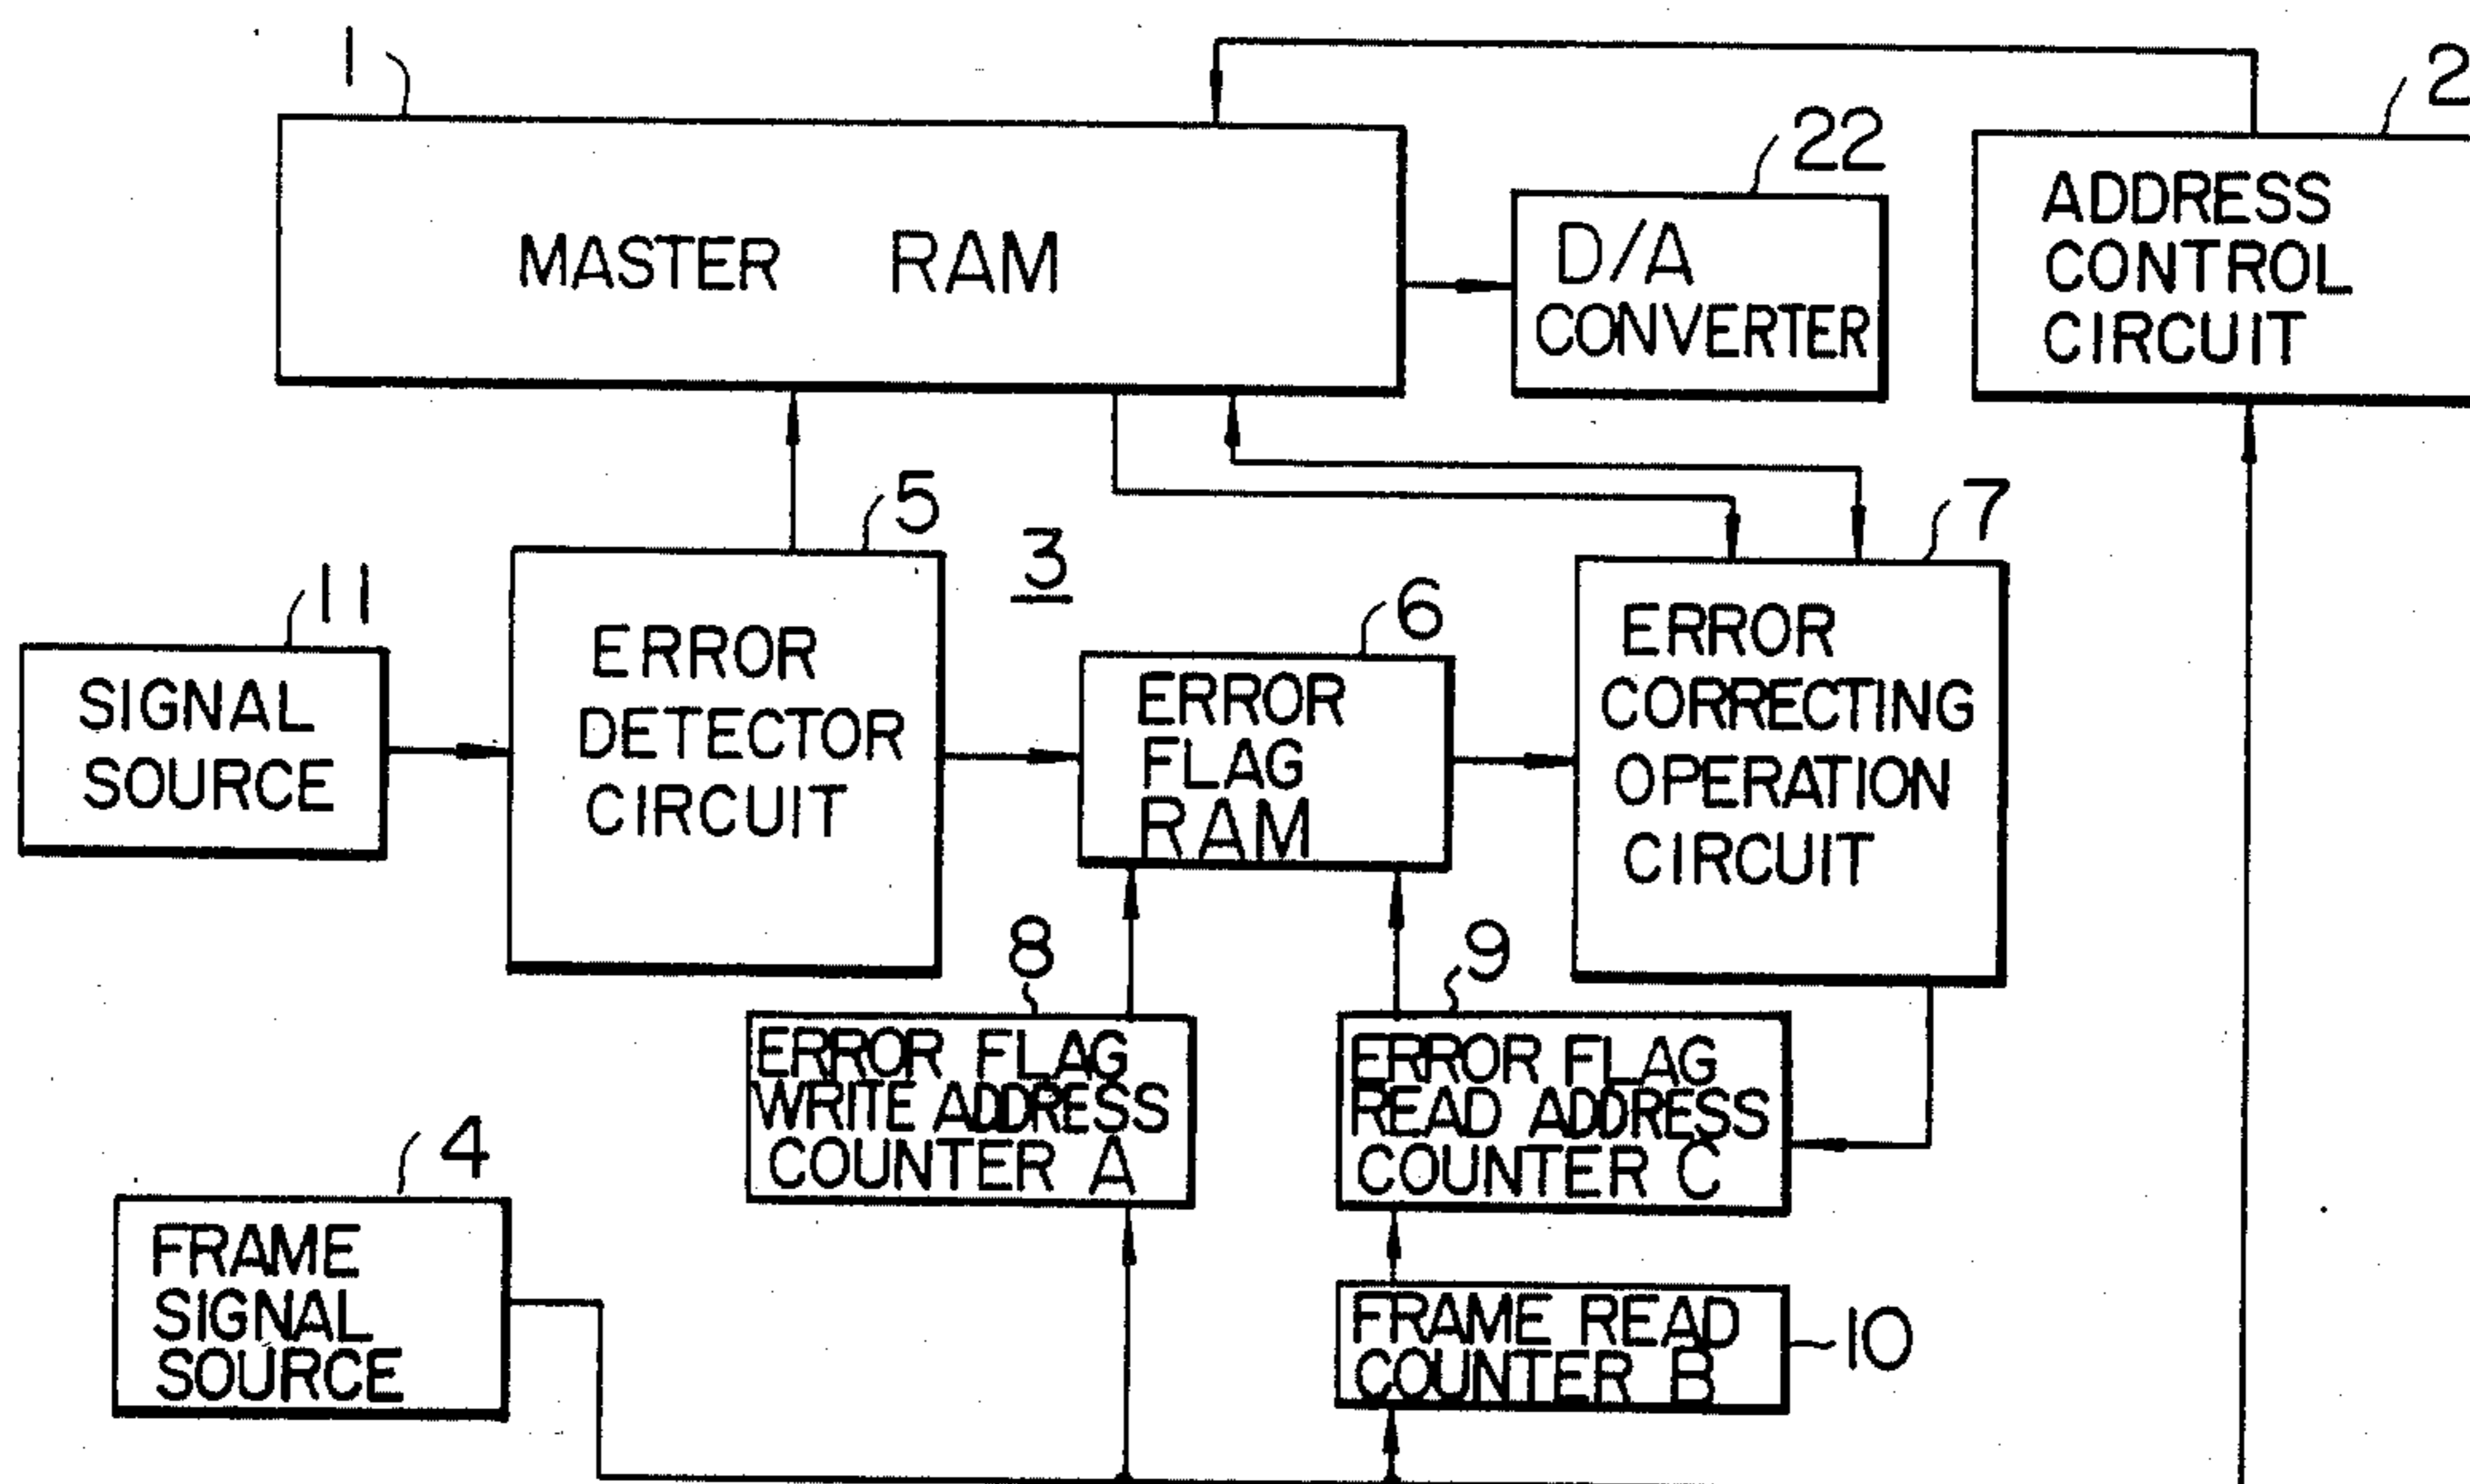 1
2
22
MASTER RAM
D/A
CONVERTER
ADDRESS
CONTROL
CIRCUIT
5
3
7
11
6
SIGNAL
SOURCE
ERROR
DETECTOR
CIRCUIT
ERROR
FLAG
RAM
ERROR
CORRECTING
OPERATION
CIRCUIT
8
9
ERROR FLAG
WRITE ADDRESS
COUNTER A
ERROR FLAG
READ ADDRESS
COUNTER C
4
FRAME
SIGNAL
SOURCE
FRAME READ
COUNTER B
10